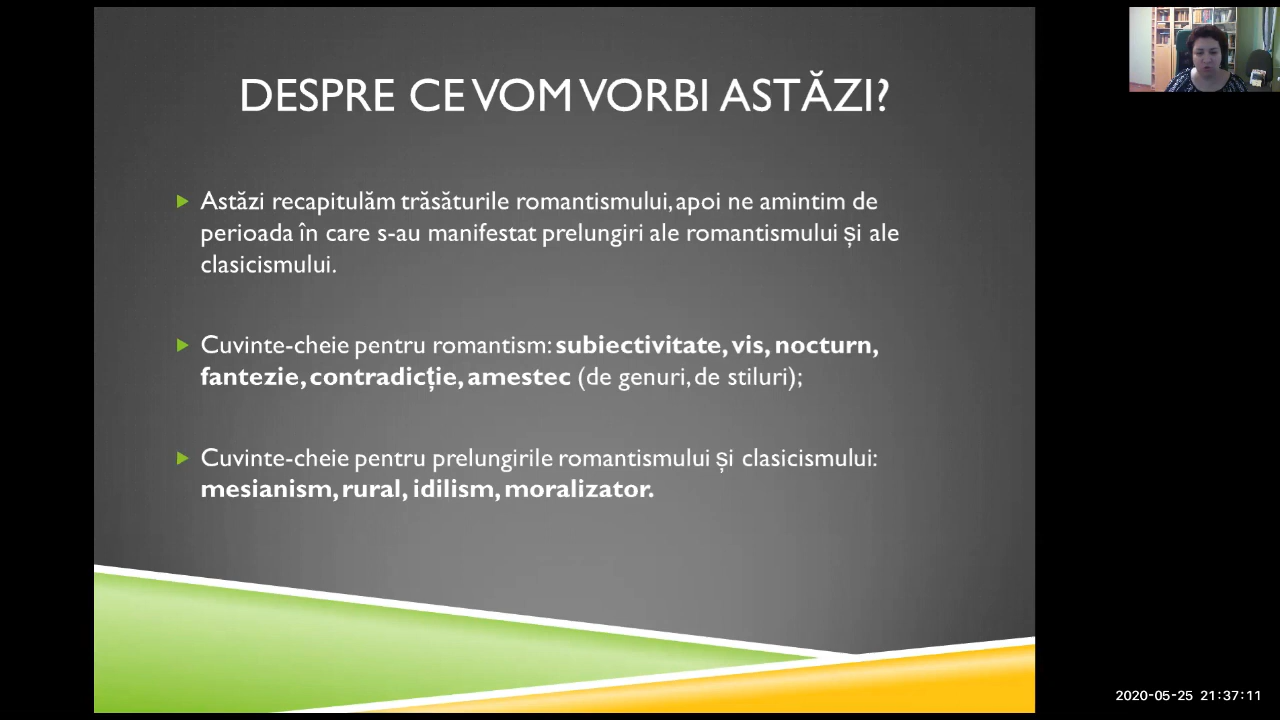 DESPRE CE VOM VORBI ASTĂZI?
Astăzi recapitulăm trăsăturile romantismului, apoi ne amintim de
perioada în care s-au manifestat prelungiri ale romantismului și ale
clasicismului.
Cuvinte-cheie pentru romantism: subiectivitate, vis, nocturn,
fantezie, contradicţie, amestec (de genuri, de stiluri);
Cuvinte-cheie pentru prelungirile romantismului și clasicismului:
mesianism, rural, idilism, moralizator.
2020-05-25 21:37:11